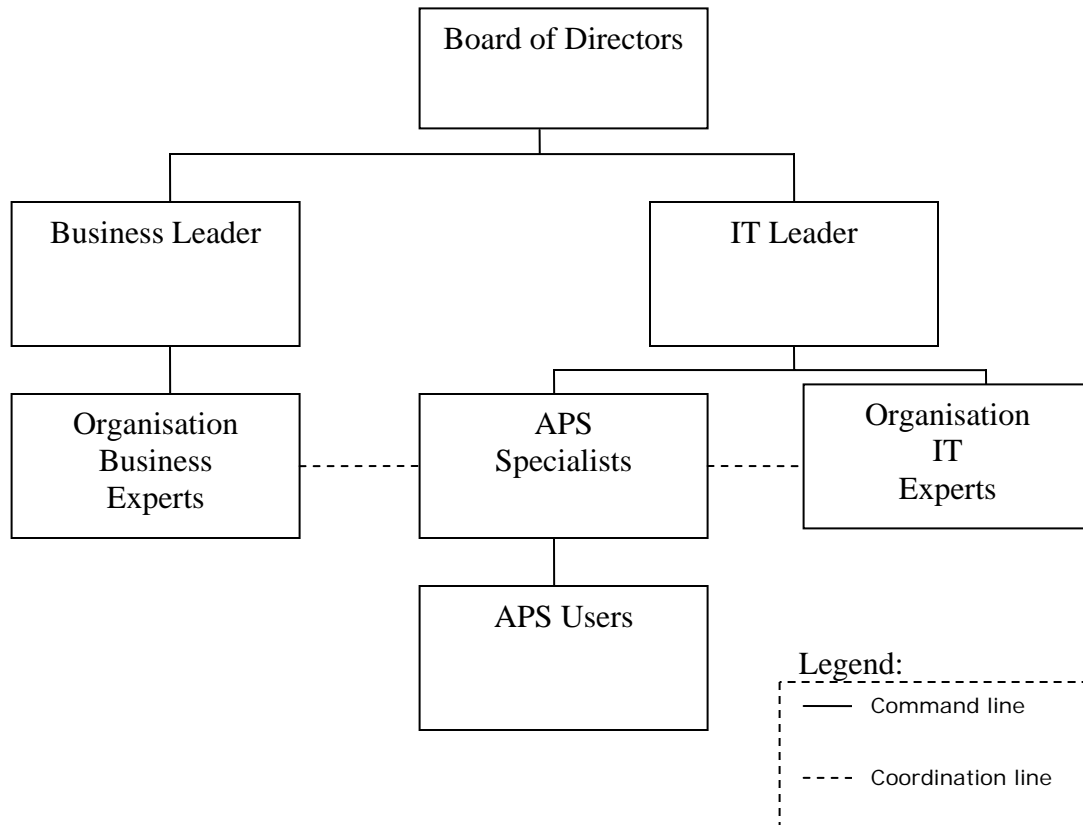 Board of Directors
Business Leader
IT Leader
Organisation
Business
Experts
APS
Specialists
Organisation
IT
Experts
APS Users
Legend:
Command line
Coordination line